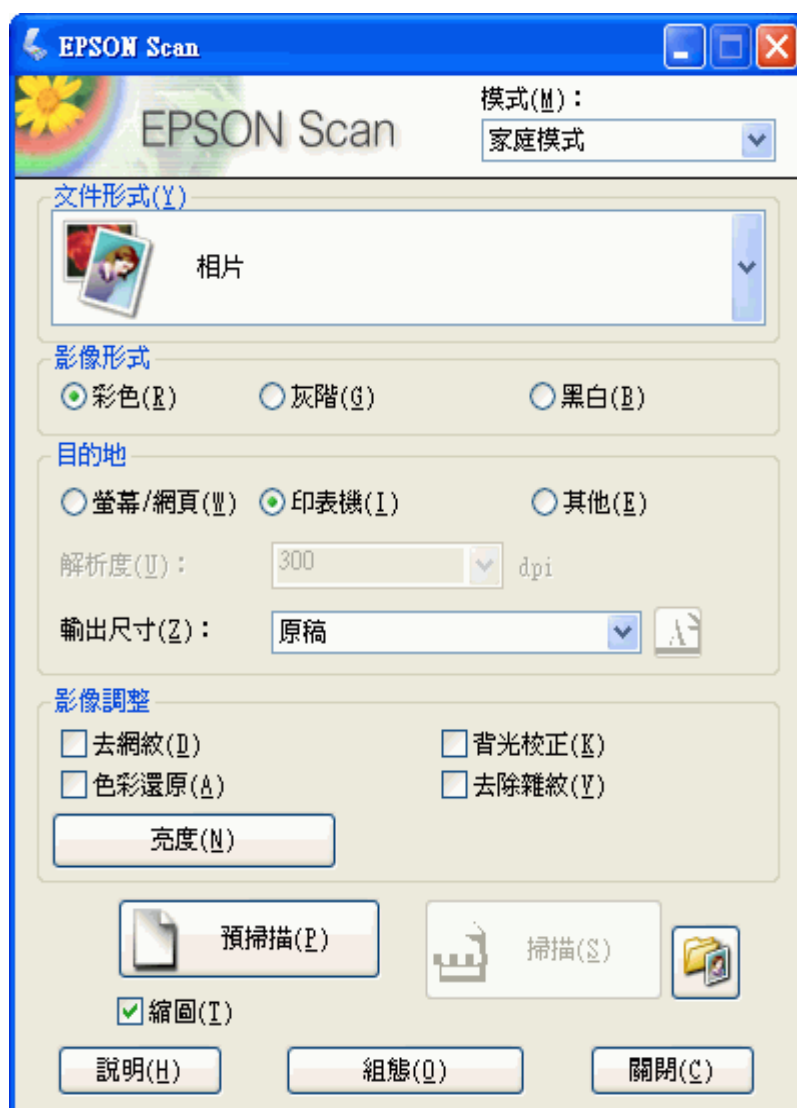 EPSON Scan
EPSON Scan
模式(M)：
家庭模式
文件形式(Y)
相片
影像形式
彩色(R) 灰階(G) 黑白(B)
目的地
螢幕/網頁(W) 印表機(I) 其他(E)
解析度(U)： 300 dpi
輸出尺寸(Z)： 原稿
影像調整
去網紋(D) 背光校正(K)
色彩還原(A) 去除雜紋(V)
亮度(N)
預掃描(P) 掃描(S)
縮圖(T)
說明(H) 組態(O) 關閉(C)